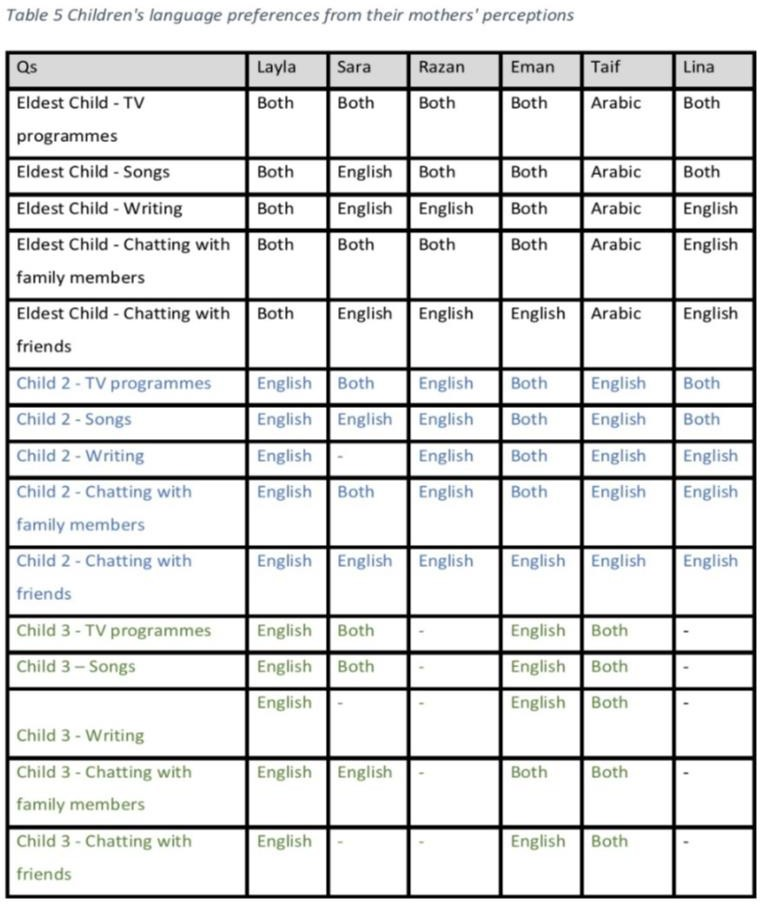 Table 5 Children's language preferences from their mothers' perceptions
Qs Layla Sara Razan Eman Taif Lina
Eldest Child - TV Both Both Both Both Arabic Both
programmes
Eldest Child - Songs Both English Both Both Arabic Both
Eldest Child - Writing Both English English Both Arabic English
Eldest Child - Chatting with Both Both Both Both Arabic English
family members
Eldest Child - Chatting with Both English English English Arabic English
friends
Child 2 - TV programmes English Both English Both English Both
Child 2 - Songs English English English Both English Both
Child 2 - Writing English - English Both English English
Child 2 - Chatting with English Both English Both English English
family members
Child 2 - Chatting with English English English English English English
friends
Child 3 - TV programmes English Both - English Both -
Child 3 – Songs English Both - English Both -
English - - English Both -
Child 3 - Writing
Child 3 - Chatting with English English - Both Both -
family members
Child 3 - Chatting with English - - English Both -
friends